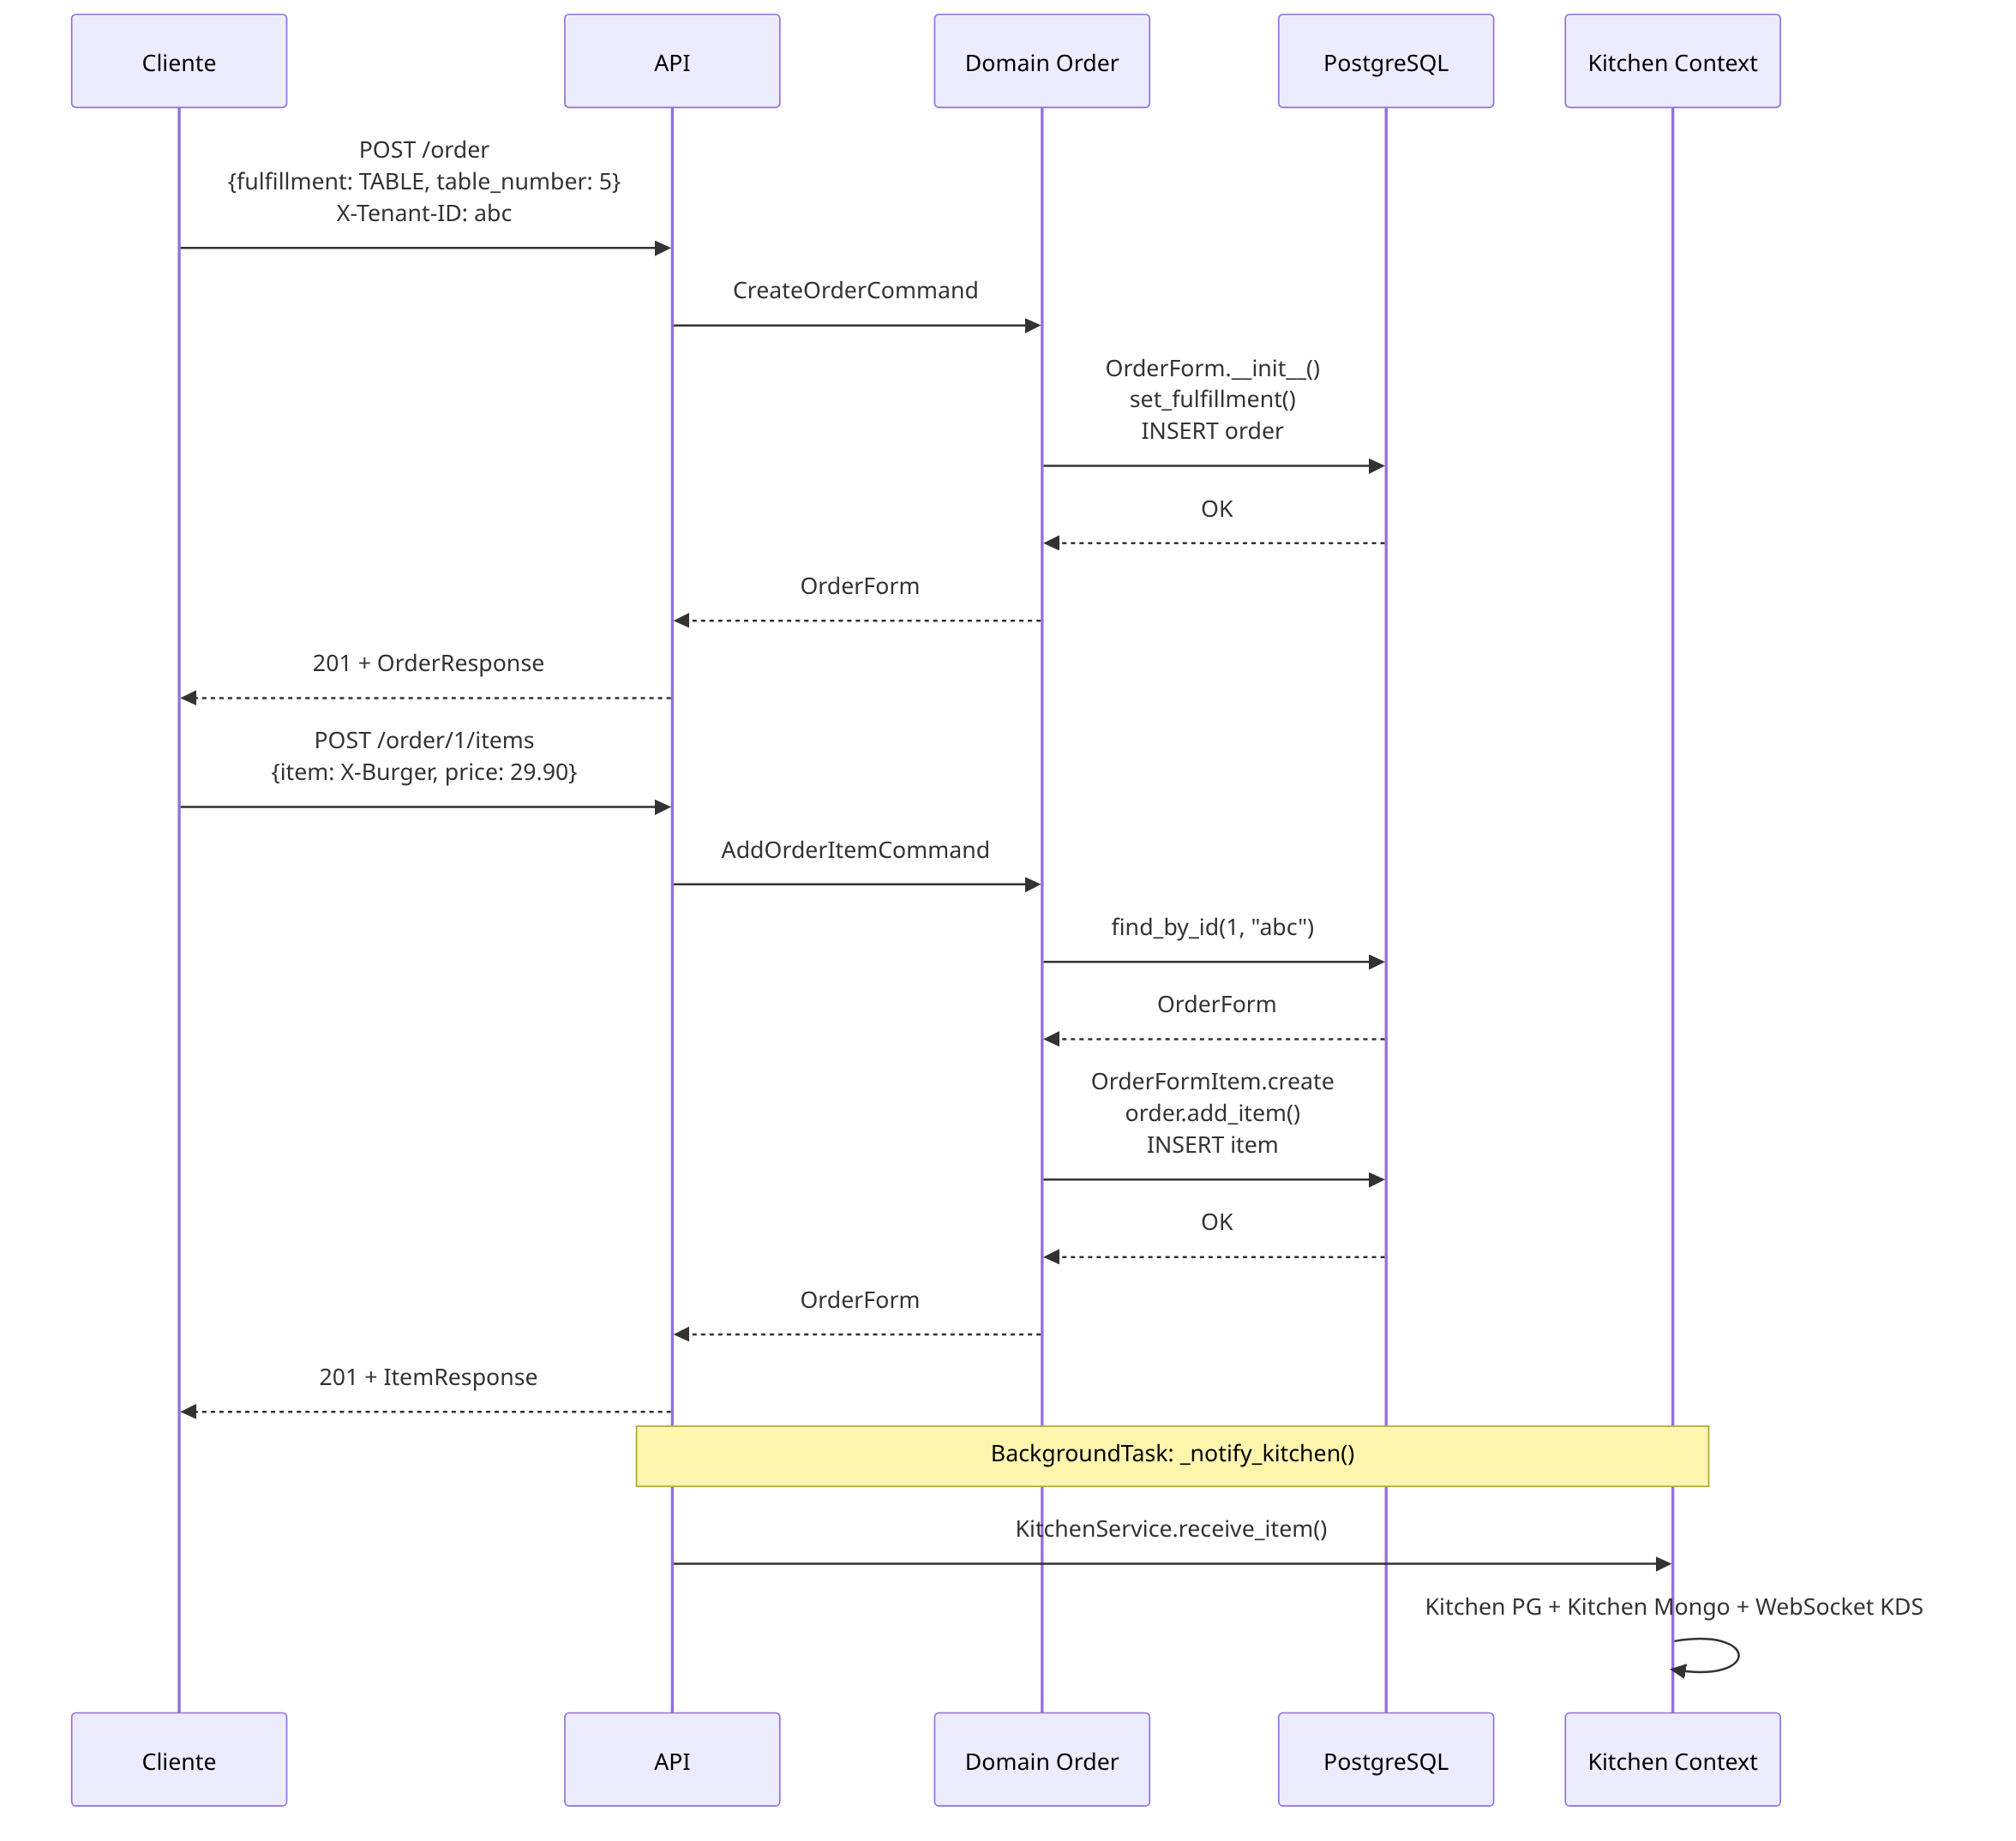 Cliente
API
Domain Order
PostgreSQL
Kitchen Context
POST /order
{fulfillment: TABLE, table_number: 5}
X-Tenant-ID: abc
CreateOrderCommand
OrderForm.__init__()
set_fulfillment()
INSERT order
OK
OrderForm
201 + OrderResponse
POST /order/1/items
{item: X-Burger, price: 29.90}
AddOrderItemCommand
find_by_id(1, "abc")
OrderForm
OrderFormItem.create
order.add_item()
INSERT item
OK
OrderForm
201 + ItemResponse
BackgroundTask: _notify_kitchen()
KitchenService.receive_item()
Kitchen PG + Kitchen Mongo + WebSocket KDS
Cliente
API
Domain Order
PostgreSQL
Kitchen Context